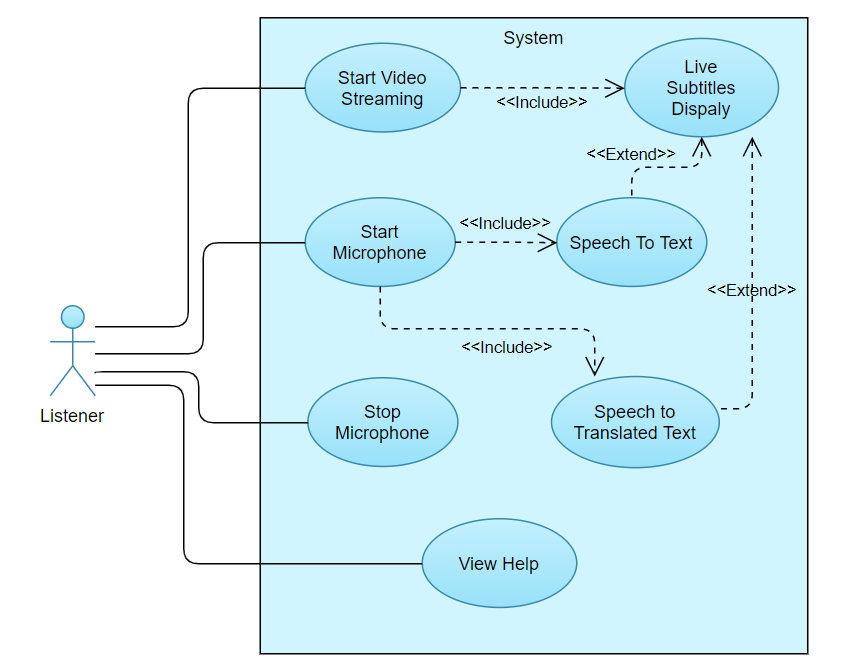 System
Start Video
Streaming
<<Include>>
Live
Subtitles
Dispaly
<<Extend>>
Start
Microphone
<<Include>>
Speech To Text
<<Extend>>
<<Include>>
Listener
Stop
Microphone
Speech to
Translated Text
View Help